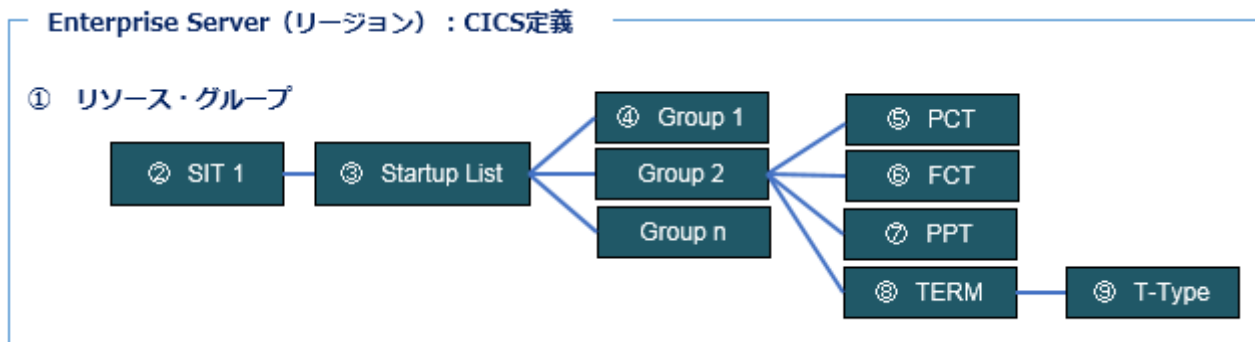 Enterprise Server（リージョン）：CICS定義
① リソース・グループ
② SIT 1
③ Startup List
④ Group 1
Group 2
Group n
⑤ PCT
⑥ FCT
⑦ PPT
⑧ TERM
⑨ T-Type